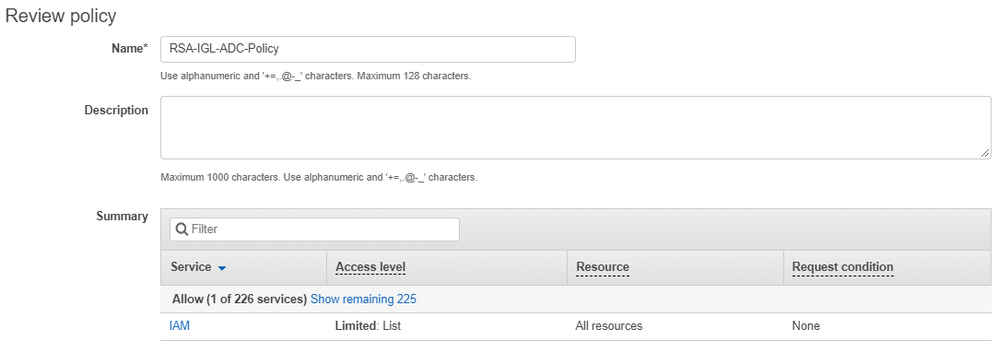 Review policy
Name* RSA-IGL-ADC-Policy
Use alphanumeric and '+=,.@-_' characters. Maximum 128 characters.
Description
Maximum 1000 characters. Use alphanumeric and '+=,.@-_' characters.
Summary Filter
Service Access level Resource Request condition
Allow (1 of 226 services) Show remaining 225
IAM Limited: List All resources None